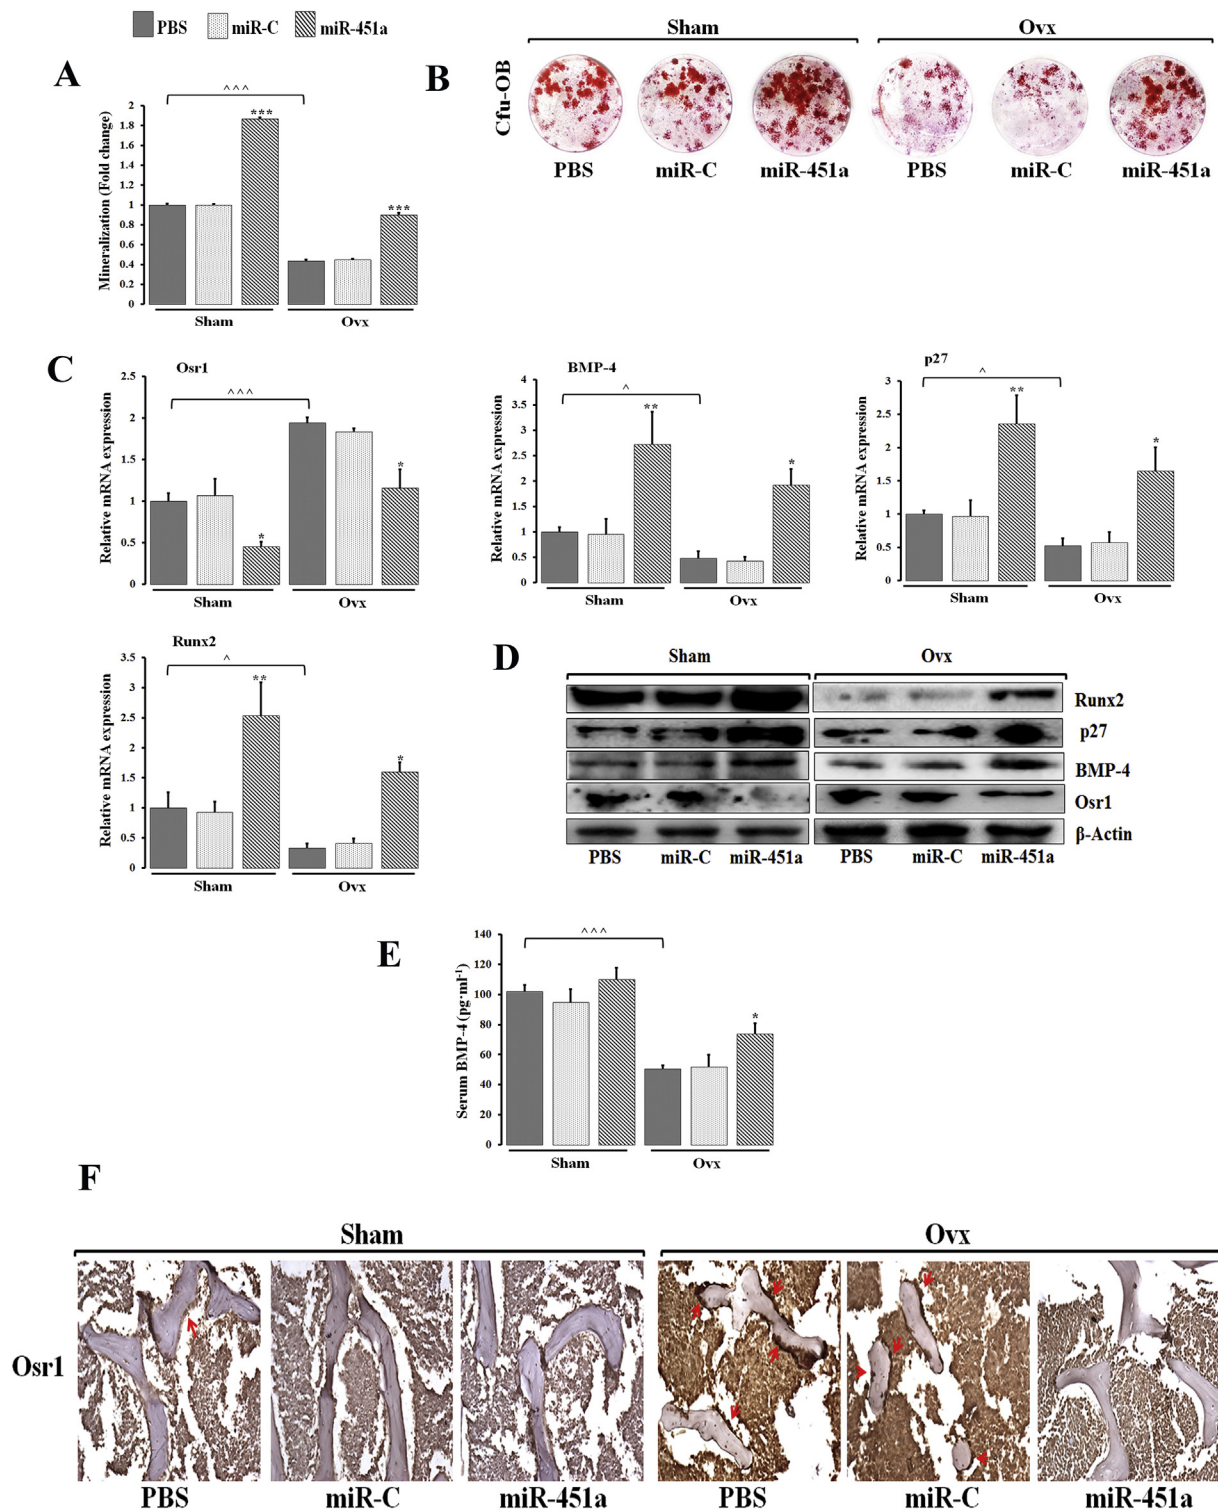 PBS miR-C miR-451a
A
^^^
Mineralization (Fold change)
2
1.8
1.6
1.4
1.2
1
0.8
0.6
0.4
0.2
0
***
***
Sham Ovx
B
Sham Ovx
Cfu-OB
PBS miR-C miR-451a PBS miR-C miR-451a
C
Osr1
Relative mRNA expression
2.5
2
1.5
1
0.5
0
^^^
*
*
Sham Ovx
BMP-4
Relative mRNA expression
4
3.5
3
2.5
2
1.5
1
0.5
0
^
**
*
Sham Ovx
p27
Relative mRNA expression
3
2.5
2
1.5
1
0.5
0
^
**
*
Sham Ovx
Runx2
Relative mRNA expression
3.5
3
2.5
2
1.5
1
0.5
0
^
**
*
Sham Ovx
D
Sham Ovx
Runx2
p27
BMP-4
Osr1
β-Actin
PBS miR-C miR-451a PBS miR-C miR-451a
E
Serum BMP-4 (pg·ml⁻¹)
140
120
100
80
60
40
20
0
^^^
*
Sham Ovx
F
Sham Ovx
Osr1
PBS miR-C miR-451a PBS miR-C miR-451a